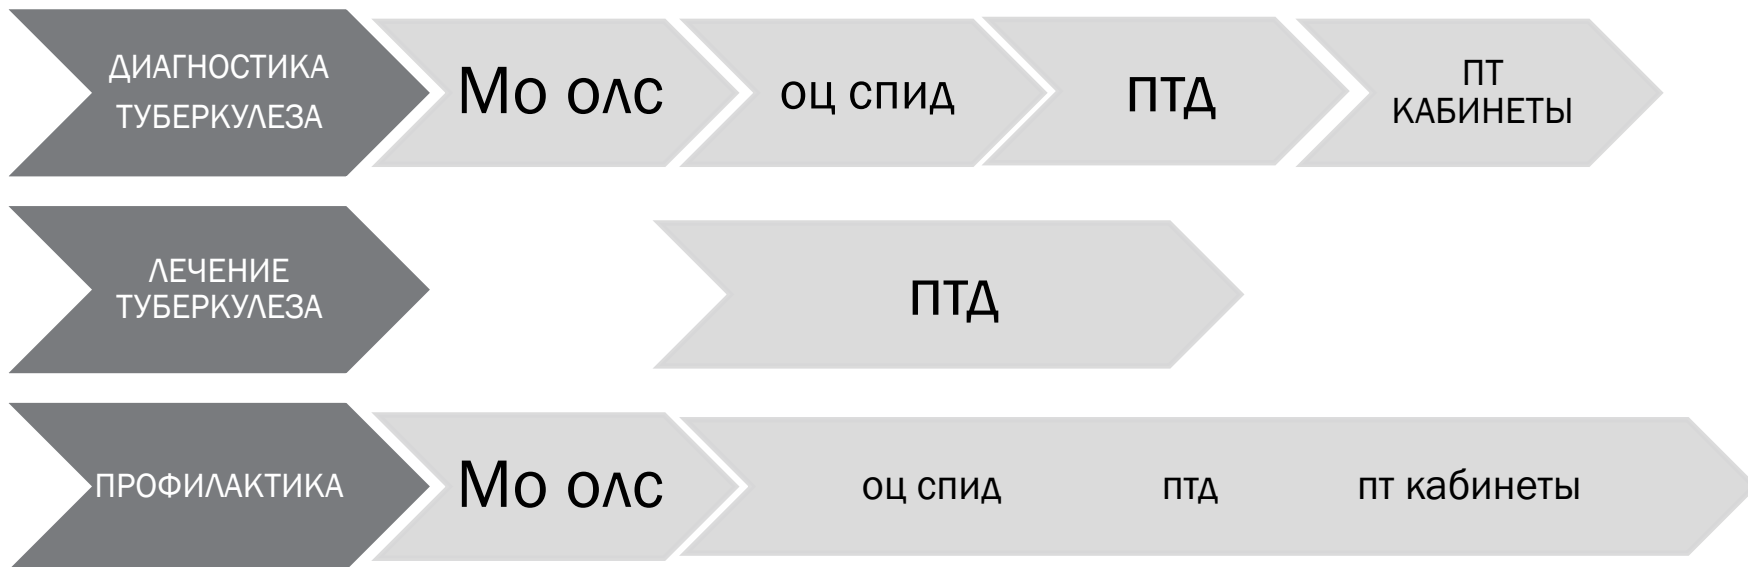 ДИАГНОСТИКА
ТУБЕРКУЛЕЗА
Мо олс
оц спид
птд
ПТ
КАБИНЕТЫ
ЛЕЧЕНИЕ
ТУБЕРКУЛЕЗА
птд
ПРОФИЛАКТИКА
Мо олс
оц спид
птд
пт кабинеты